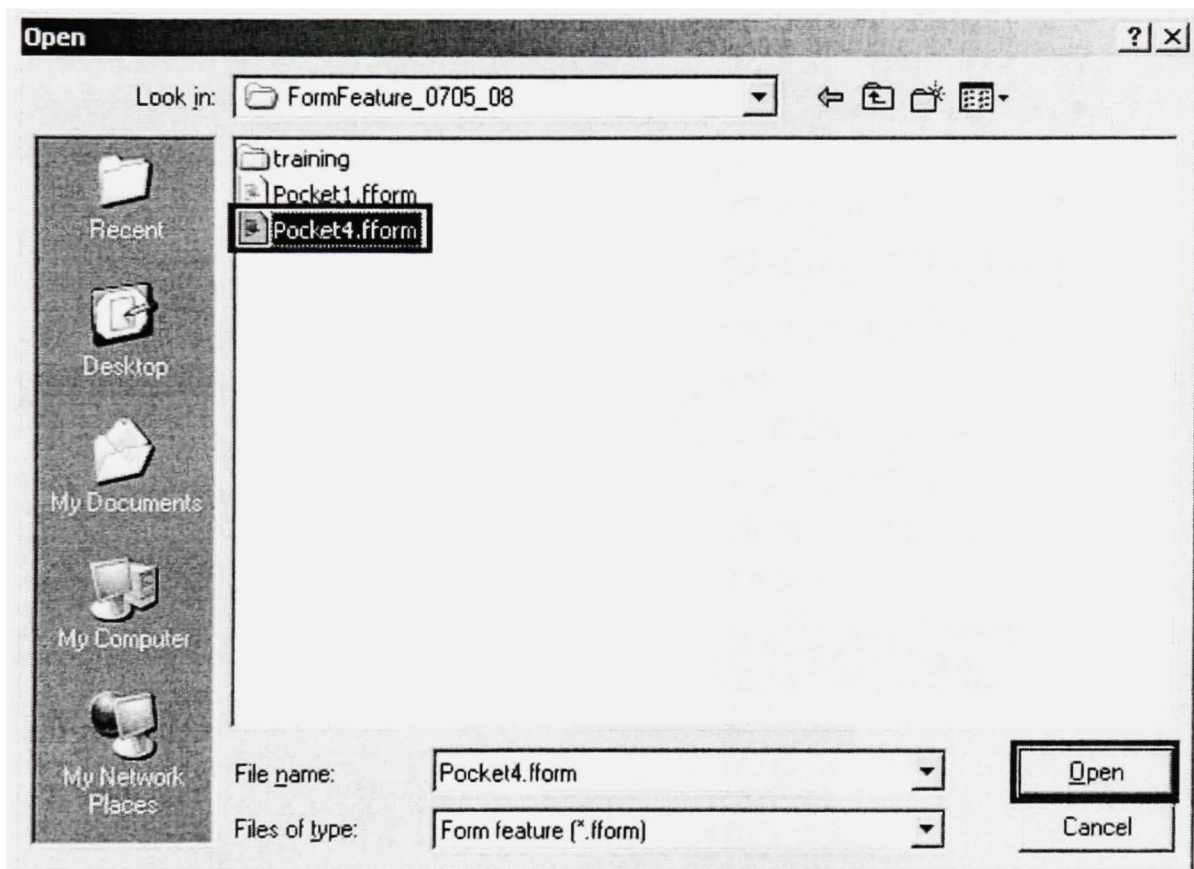 Open
? ×
Look in: FormFeature_0705_08
training
Pocket1.fform
Pocket4.fform
Recent
Desktop
My Documents
My Computer
My Network
Places
File name: Pocket4.fform
Open
Files of type: Form feature (*.fform)
Cancel